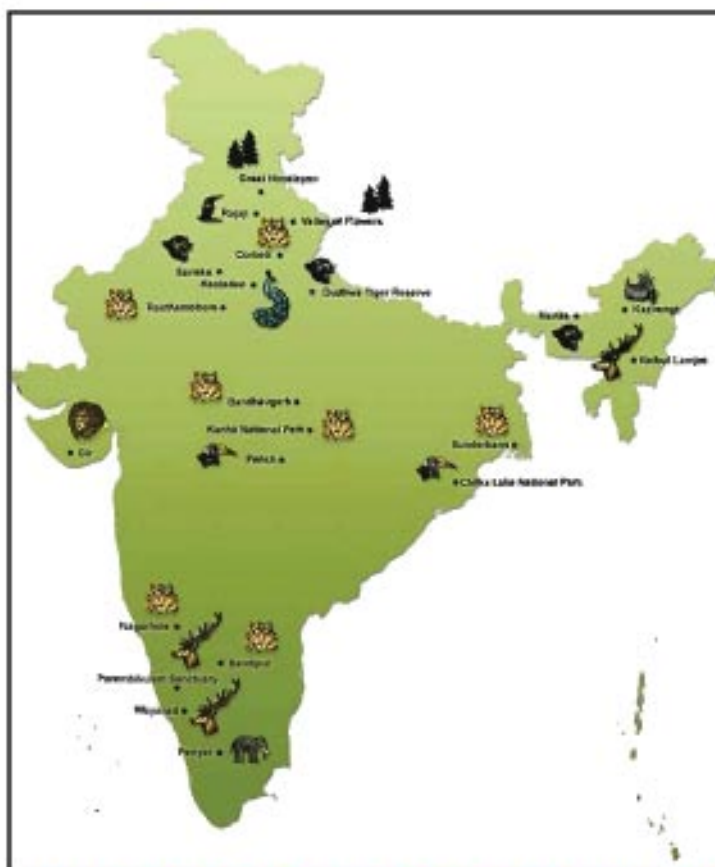 Great Himalayan
Rajaji
Valley of Flowers
Corbett
Sariska
Keoladeo
Dudhwa Tiger Reserve
Ranthambhore
Kaziranga
Manas
Keibul Lamjao
Bandhavgarh
Kanha National Park
Sunderbans
Gir
Pench
Chilka Lake National Park
Nagarhole
Bandipur
Parambikulam Sanctuary
Wayanad
Periyar